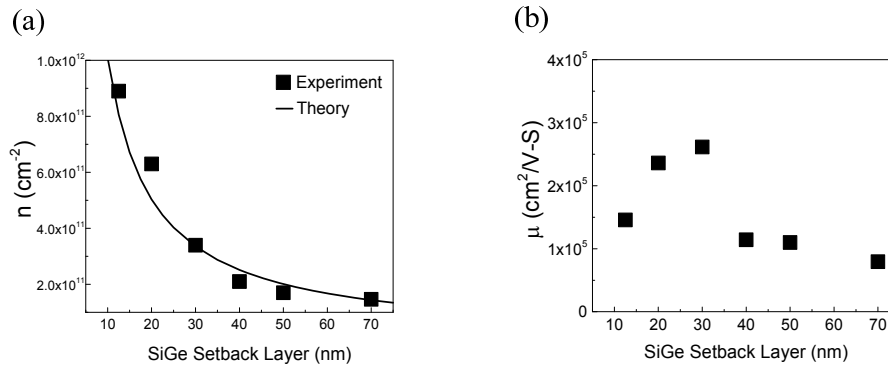 (a)
(b)
1.0x10¹²
8.0x10¹¹
6.0x10¹¹
4.0x10¹¹
2.0x10¹¹
n (cm⁻²)
Experiment
Theory
10 20 30 40 50 60 70
SiGe Setback Layer (nm)
4x10⁵
3x10⁵
2x10⁵
1x10⁵
0
μ (cm²/V-S)
10 20 30 40 50 60 70
SiGe Setback Layer (nm)